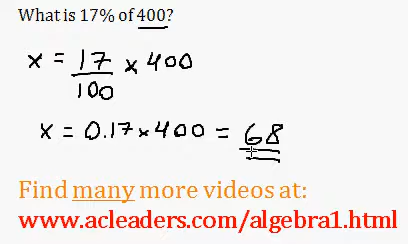 What is 17% of 400?
x = 17/100 x 400
x = 0.17 x 400 = 68
Find many more videos at:
www.acleaders.com/algebra1.html